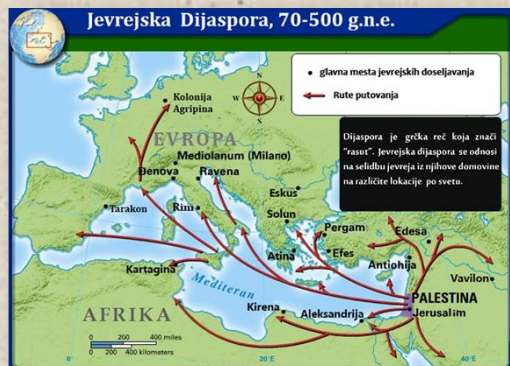 Jevrejska Dijaspora, 70-500 g.n.e.
glavna mesta jevrejskih doseljavanja
Rute putovanja
N
W
E
S
Dijaspora je grčka reč koja znači
"rasut". Jevrejska dijaspora se odnosi
na selidbu jevreja iz njihove domovine
na različite lokacije po svetu.
Kolonija
Agripina
EVROPA
Mediolanum (Milano)
Đenova
Ravena
Eskus
Tarakon
Rim
Solun
Pergam
Edesa
Atina
Efes
Antiohija
Kartagina
Vavilon
Mediteran
PALESTINA
Jerusalim
Kirena
Aleksandrija
AFRIKA
0 200 400 miles
0 200 400 kilometers
0°
20°E
40°E